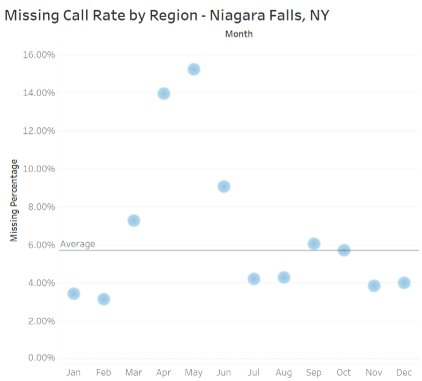 Missing Call Rate by Region - Niagara Falls, NY
Month
16.00%
14.00%
12.00%
10.00%
8.00%
6.00%
4.00%
2.00%
0.00%
Missing Percentage
Average
Jan Feb Mar Apr May Jun Jul Aug Sep Oct Nov Dec